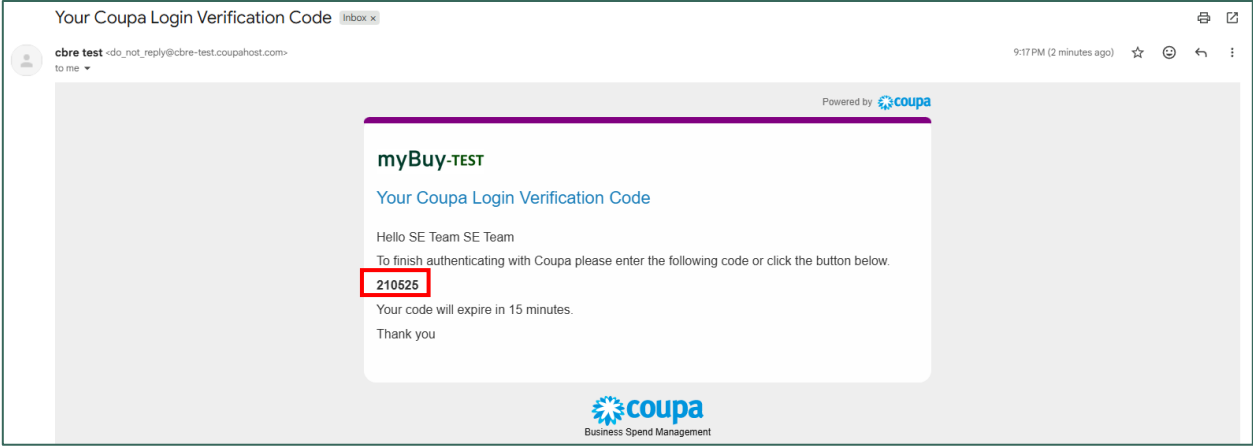 Your Coupa Login Verification Code Inbox x
cbre test <do_not_reply@cbre-test.coupahost.com>
9:17 PM (2 minutes ago)
to me
Powered by coupa
myBuy-TEST
Your Coupa Login Verification Code
Hello SE Team SE Team
To finish authenticating with Coupa please enter the following code or click the button below.
210525
Your code will expire in 15 minutes.
Thank you
coupa
Business Spend Management